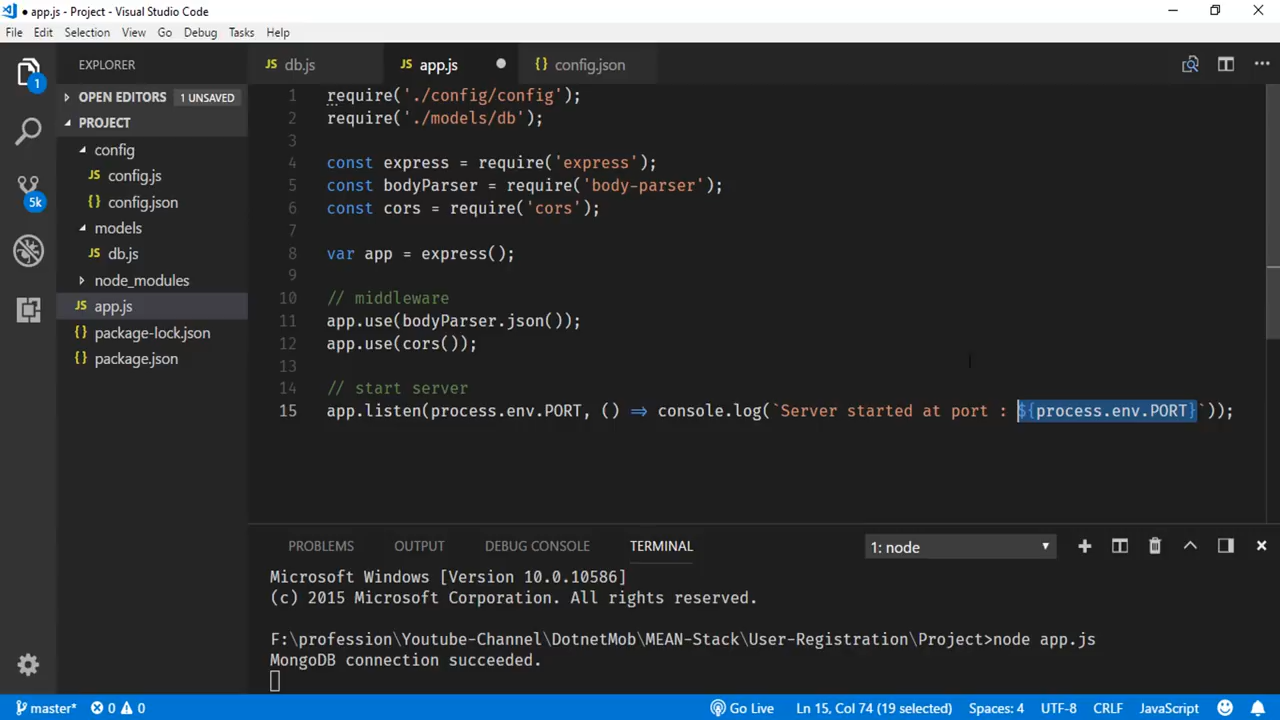 ● app.js - Project - Visual Studio Code
File Edit Selection View Go Debug Tasks Help
EXPLORER
OPEN EDITORS 1 UNSAVED
PROJECT
config
JS config.js
{} config.json
models
JS db.js
node_modules
JS app.js
{} package-lock.json
{} package.json
1
5k
JS db.js
JS app.js ●
{} config.json
1 require('./config/config');
2 require('./models/db');
3
4 const express = require('express');
5 const bodyParser = require('body-parser');
6 const cors = require('cors');
7
8 var app = express();
9
10 // middleware
11 app.use(bodyParser.json());
12 app.use(cors());
13
14 // start server
15 app.listen(process.env.PORT, () => console.log(`Server started at port : ${process.env.PORT}`));
PROBLEMS OUTPUT DEBUG CONSOLE TERMINAL 1: node
Microsoft Windows [Version 10.0.10586]
(c) 2015 Microsoft Corporation. All rights reserved.
F:\profession\Youtube-Channel\DotnetMob\MEAN-Stack\User-Registration\Project>node app.js
MongoDB connection succeeded.
master* 0 0 Go Live Ln 15, Col 74 (19 selected) Spaces: 4 UTF-8 CRLF JavaScript